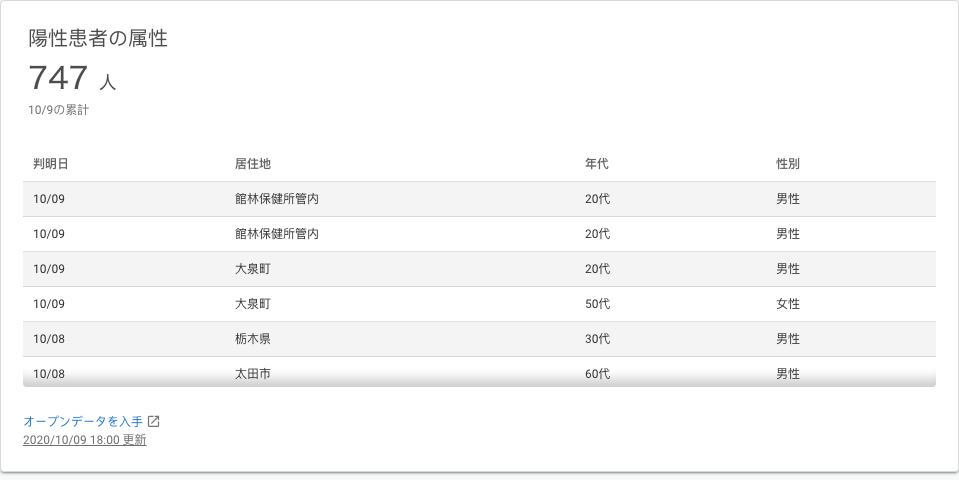 陽性患者の属性
747 人
10/9の累計
判明日 居住地 年代 性別
10/09 館林保健所管内 20代 男性
10/09 館林保健所管内 20代 男性
10/09 大泉町 20代 男性
10/09 大泉町 50代 女性
10/08 栃木県 30代 男性
10/08 太田市 60代 男性
オープンデータを入手
2020/10/09 18:00 更新